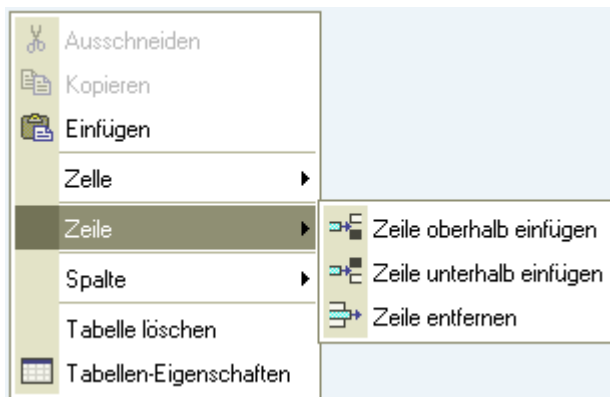 Ausschneiden
Kopieren
Einfügen
Zelle
Zeile
Spalte
Tabelle löschen
Tabellen-Eigenschaften
Zeile oberhalb einfügen
Zeile unterhalb einfügen
Zeile entfernen